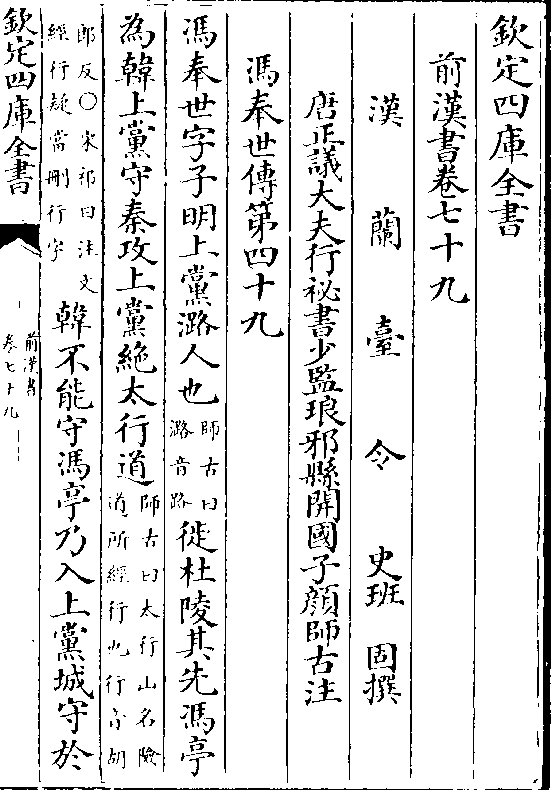 欽定四庫全書
前漢書卷七十九
漢蘭臺令史班固撰
唐正議大夫行祕書少監琅邪縣開國子顔師古注
馮奉世傳第四十九
馮奉世字子明上黨潞人也師古曰潞音路徙杜陵其先馮亭
為韓上黨守秦攻上黨絶太行道師古曰太行山名險道所經行也行音胡
郎反○宋祁曰注文經行疑當刪行字韓不能守馮亭乃入上黨城守於
欽定四庫全書
前漢書
卷七十九